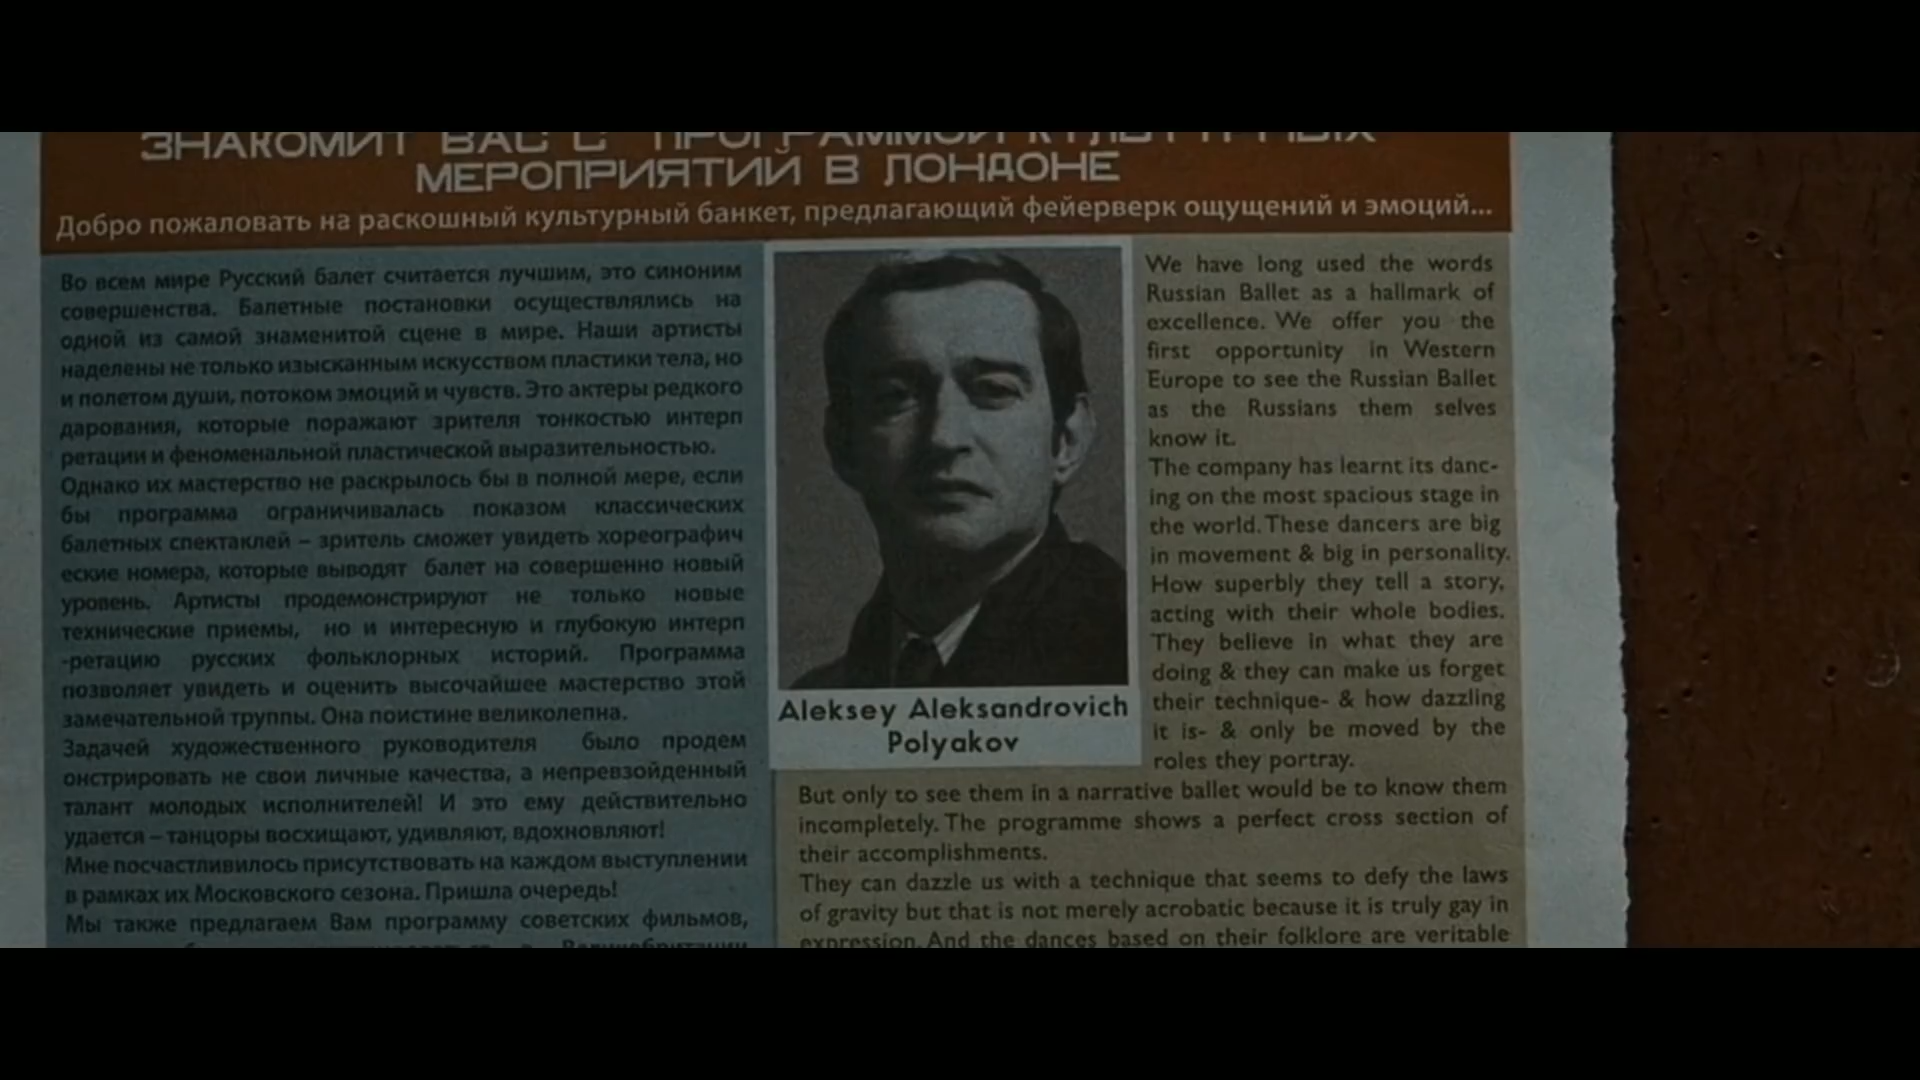 ЗНАКОМИТ ВАС С ПРОГРАММОЙ КУЛЬТУРНЫХ
МЕРОПРИЯТИЙ В ЛОНДОНЕ
Добро пожаловать на раскошный культурный банкет, предлагающий фейерверк ощущений и эмоций...
Во всем мире Русский балет считается лучшим, это синоним
совершенства. Балетные постановки осуществлялись на
одной из самой знаменитой сцене в мире. Наши артисты
наделены не только изысканным искусством пластики тела, но
и полетом души, потоком эмоций и чувств. Это актеры редкого
дарования, которые поражают зрителя тонкостью интерп
ретации и феноменальной пластической выразительностью.
Однако их мастерство не раскрылось бы в полной мере, если
бы программа ограничивалась показом классических
балетных спектаклей – зритель сможет увидеть хореографич
еские номера, которые выводят балет на совершенно новый
уровень. Артисты продемонстрируют не только новые
технические приемы, но и интересную и глубокую интерп
-ретацию русских фольклорных историй. Программа
позволяет увидеть и оценить высочайшее мастерство этой
замечательной труппы. Она поистине великолепна.
Задачей художественного руководителя было продем
онстрировать не свои личные качества, а непревзойденный
талант молодых исполнителей! И это ему действительно
удается – танцоры восхищают, удивляют, вдохновляют!
Мне посчастливилось присутствовать на каждом выступлении
в рамках их Московского сезона. Пришла очередь!
Мы также предлагаем Вам программу советских фильмов,
Великобритании
Aleksey Aleksandrovich
Polyakov
We have long used the words
Russian Ballet as a hallmark of
excellence. We offer you the
first opportunity in Western
Europe to see the Russian Ballet
as the Russians them selves
know it.
The company has learnt its danc-
ing on the most spacious stage in
the world. These dancers are big
in movement & big in personality.
How superbly they tell a story,
acting with their whole bodies.
They believe in what they are
doing & they can make us forget
their technique- & how dazzling
it is- & only be moved by the
roles they portray.
But only to see them in a narrative ballet would be to know them
incompletely. The programme shows a perfect cross section of
their accomplishments.
They can dazzle us with a technique that seems to defy the laws
of gravity but that is not merely acrobatic because it is truly gay in
expression. And the dances based on their folklore are veritable